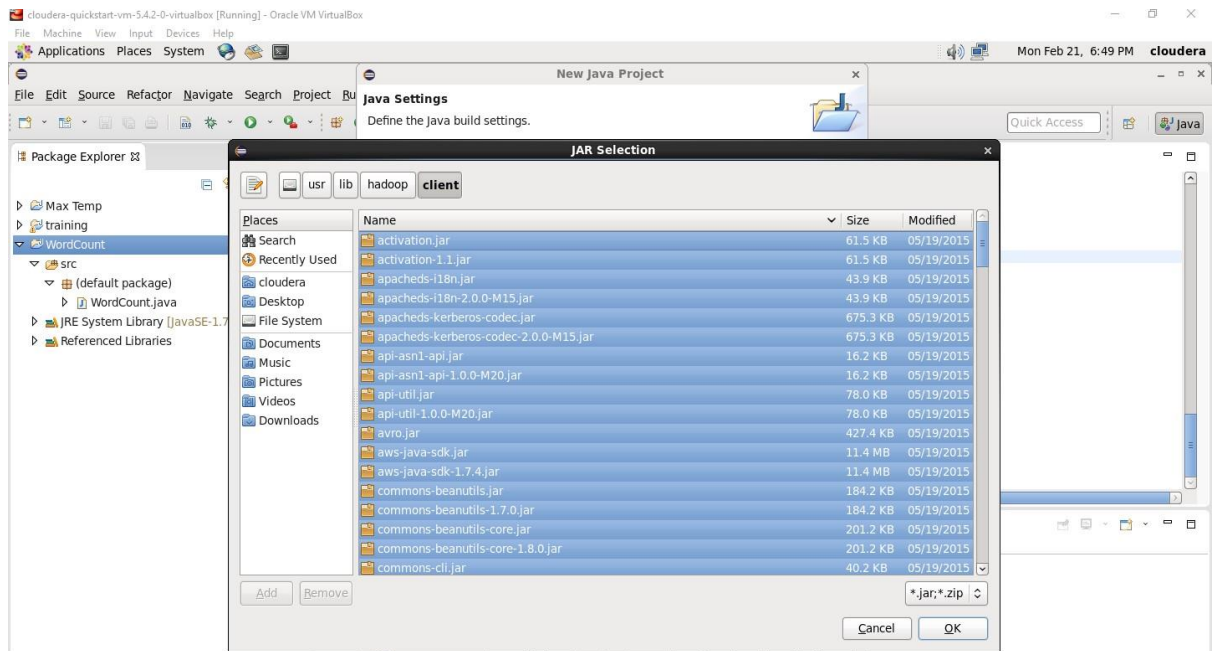 cloudera-quickstart-vm-5.4.2-0-virtualbox [Running] - Oracle VM VirtualBox
File Machine View Input Devices Help
Applications Places System Mon Feb 21, 6:49 PM cloudera
New Java Project
File Edit Source Refactor Navigate Search Project Ru
Java Settings
Define the Java build settings.
Quick Access Java
Package Explorer
JAR Selection
usr lib hadoop client
Max Temp
training
WordCount
src
(default package)
WordCount.java
JRE System Library [JavaSE-1.7
Referenced Libraries
Places
Search
Recently Used
cloudera
Desktop
File System
Documents
Music
Pictures
Videos
Downloads
Name Size Modified
activation.jar 61.5 KB 05/19/2015
activation-1.1.jar 61.5 KB 05/19/2015
apacheds-i18n.jar 43.9 KB 05/19/2015
apacheds-i18n-2.0.0-M15.jar 43.9 KB 05/19/2015
apacheds-kerberos-codec.jar 675.3 KB 05/19/2015
apacheds-kerberos-codec-2.0.0-M15.jar 675.3 KB 05/19/2015
api-asn1-api.jar 16.2 KB 05/19/2015
api-asn1-api-1.0.0-M20.jar 16.2 KB 05/19/2015
api-util.jar 78.0 KB 05/19/2015
api-util-1.0.0-M20.jar 78.0 KB 05/19/2015
avro.jar 427.4 KB 05/19/2015
aws-java-sdk.jar 11.4 MB 05/19/2015
aws-java-sdk-1.7.4.jar 11.4 MB 05/19/2015
commons-beanutils.jar 184.2 KB 05/19/2015
commons-beanutils-1.7.0.jar 184.2 KB 05/19/2015
commons-beanutils-core.jar 201.2 KB 05/19/2015
commons-beanutils-core-1.8.0.jar 201.2 KB 05/19/2015
commons-cli.jar 40.2 KB 05/19/2015
Add Remove *.jar;*.zip
Cancel OK